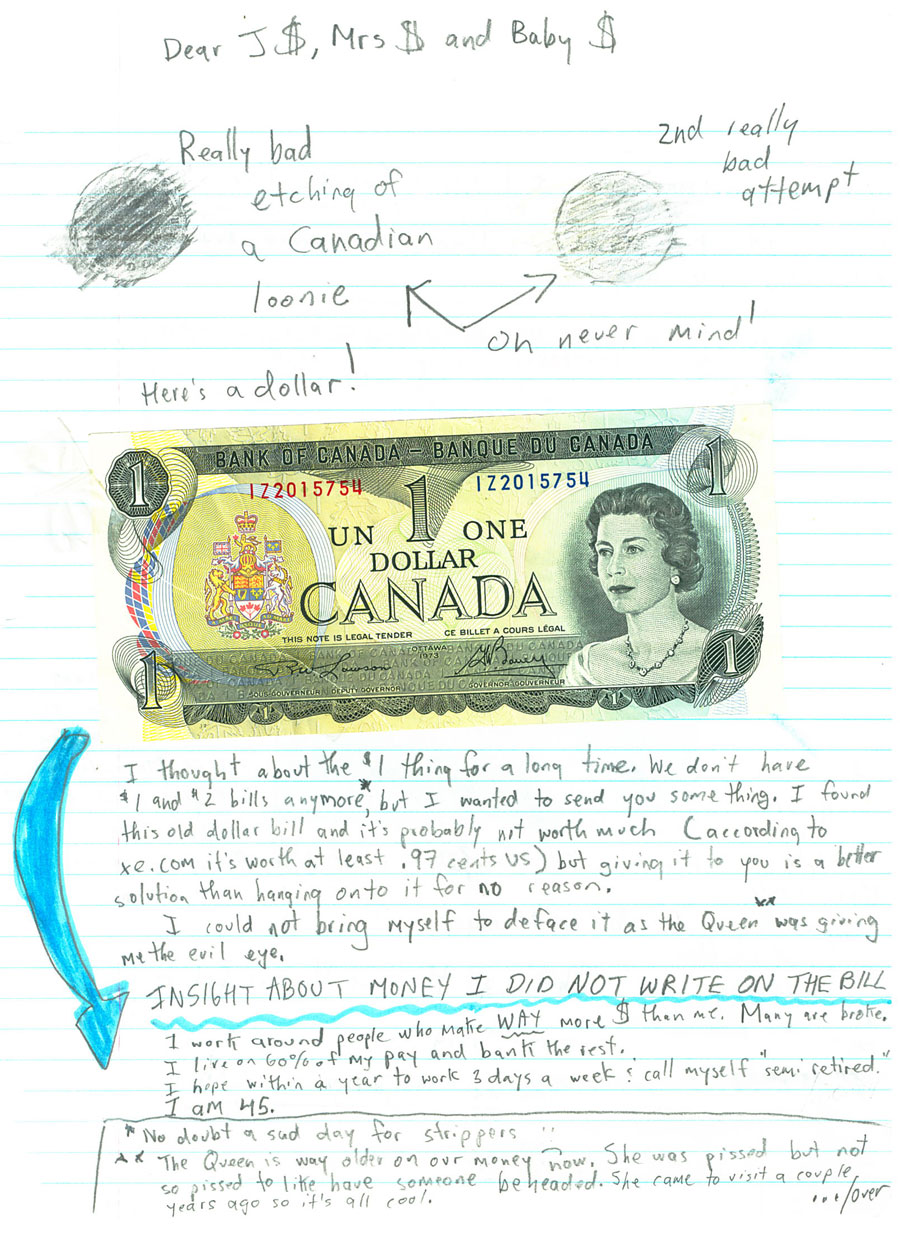 Dear J$, Mrs $ and Baby $
Really bad
etching of
a Canadian
loonie
2nd really
bad
attempt
Oh never mind!
Here's a dollar!
BANK OF CANADA – BANQUE DU CANADA
1 1
IZ2015754 IZ2015754
UN 1 ONE
DOLLAR
CANADA
THIS NOTE IS LEGAL TENDER CE BILLET A COURS LÉGAL
OTTAWA
1973
SOUS-GOUVERNEUR DEPUTY GOVERNOR GOVERNOR GOUVERNEUR
1 1
1 1
I thought about the $1 thing for a long time. We don't have
$1 and $2 bills anymore*, but I wanted to send you something. I found
this old dollar bill and it's probably not worth much (according to
xe.com it's worth at least .97 cents US) but giving it to you is a better
solution than hanging onto it for no reason.
I could not bring myself to deface it as the Queen** was giving
me the evil eye.
INSIGHT ABOUT MONEY I DID NOT WRITE ON THE BILL
I work around people who make WAY more $ than me. Many are broke.
I live on 60% of my pay and bank the rest.
I hope within a year to work 3 days a week & call myself "semi retired."
I am 45.
* No doubt a sad day for strippers
** The Queen is way older on our money now. She was pissed but not
so pissed to like have someone beheaded. She came to visit a couple
years ago so it's all cool.
.../over